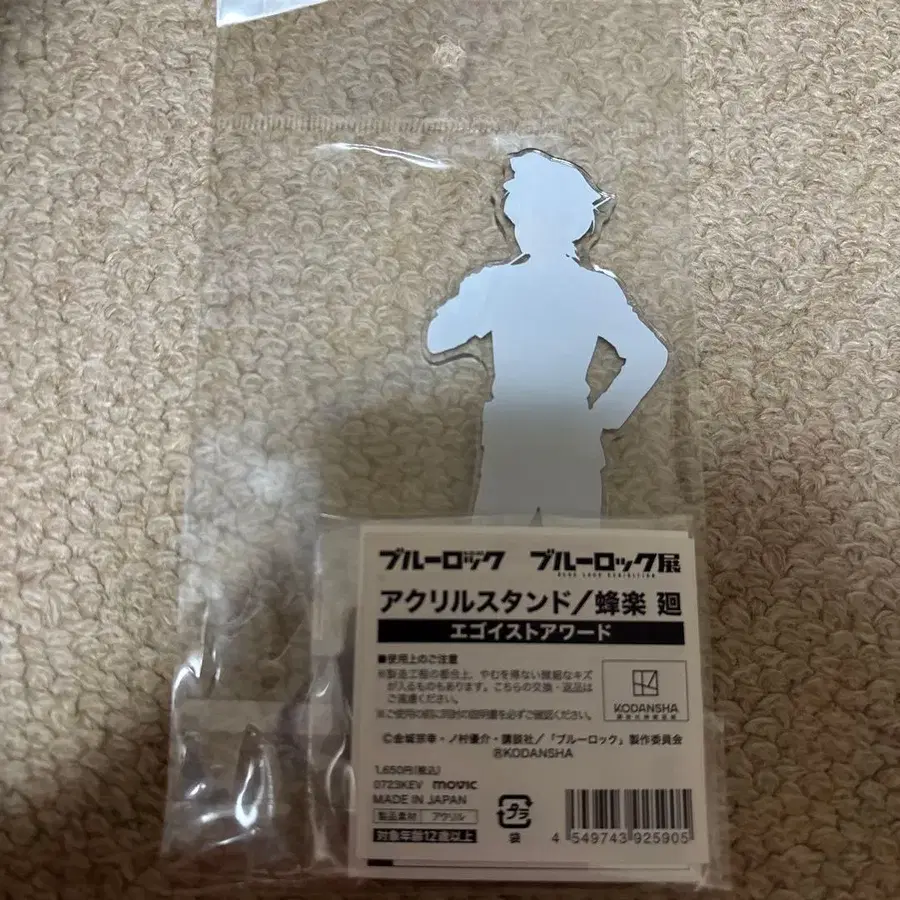 ブルーロック ブルーロック展
BLUE LOCK EXHIBITION
アクリルスタンド/蜂楽 廻
エゴイストアワード
■使用上のご注意
※製造工程の都合上、やむを得ない微細なキズ
が入るものもあります。こちらの交換・返品は
ご遠慮ください。
※ご使用の前に同封の説明書を必ずご確認ください。
KODANSHA
©金城宗幸・ノ村優介・講談社/「ブルーロック」製作委員会
®KODANSHA
1,650円(税込)
0723KEV movic
MADE IN JAPAN
製品素材 アクリル
対象年齢12歳以上
プラ
袋
4 549743 925905